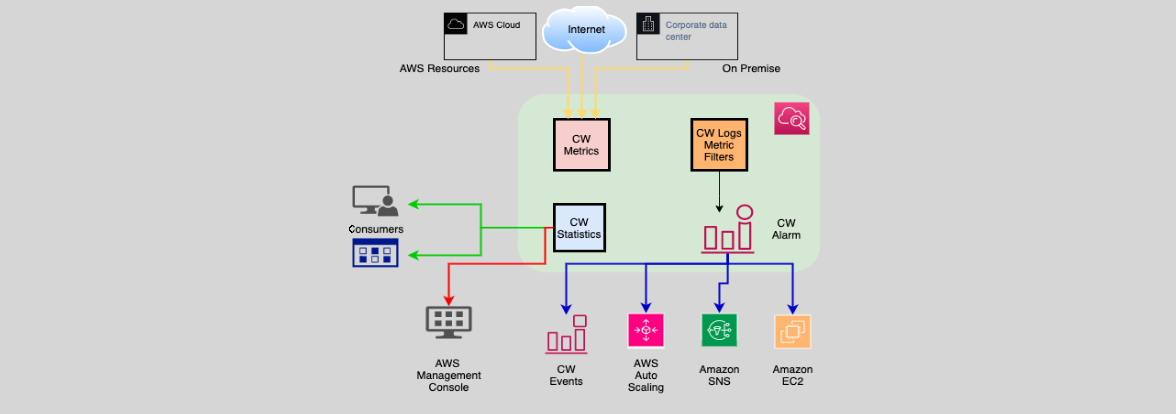 AWS Cloud
Internet
Corporate data
center
AWS Resources
On Premise
CW
Metrics
CW Logs
Metric
Filters
CW
Statistics
CW
Alarm
Consumers
AWS
Management
Console
CW
Events
AWS
Auto
Scaling
Amazon
SNS
Amazon
EC2